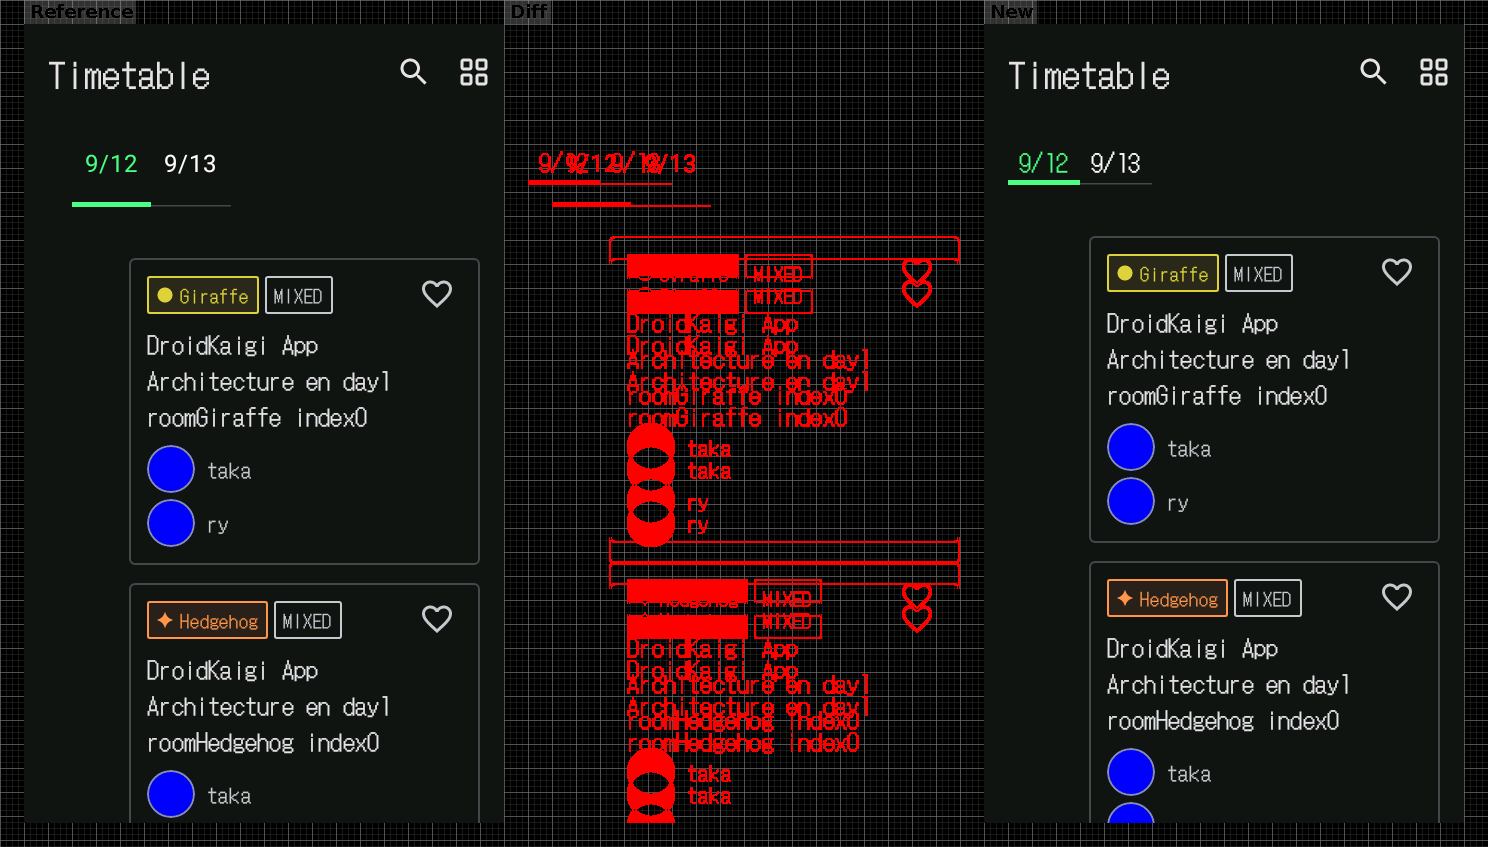 Reference
Diff
New
Timetable
9/12 9/13
Giraffe MIXED
DroidKaigi App
Architecture en day1
roomGiraffe index0
taka
ry
Hedgehog MIXED
DroidKaigi App
Architecture en day1
roomHedgehog index0
taka
MIXED
MIXED
DroidKaigi App
DroidKaigi App
Architecture en day1
Architecture en day1
roomGiraffe index0
roomGiraffe index0
taka
taka
ry
ry
MIXED
MIXED
DroidKaigi App
DroidKaigi App
Architecture en day1
Architecture en day1
roomHedgehog index0
roomHedgehog index0
taka
taka
Timetable
9/12 9/13
Giraffe MIXED
DroidKaigi App
Architecture en day1
roomGiraffe index0
taka
ry
Hedgehog MIXED
DroidKaigi App
Architecture en day1
roomHedgehog index0
taka